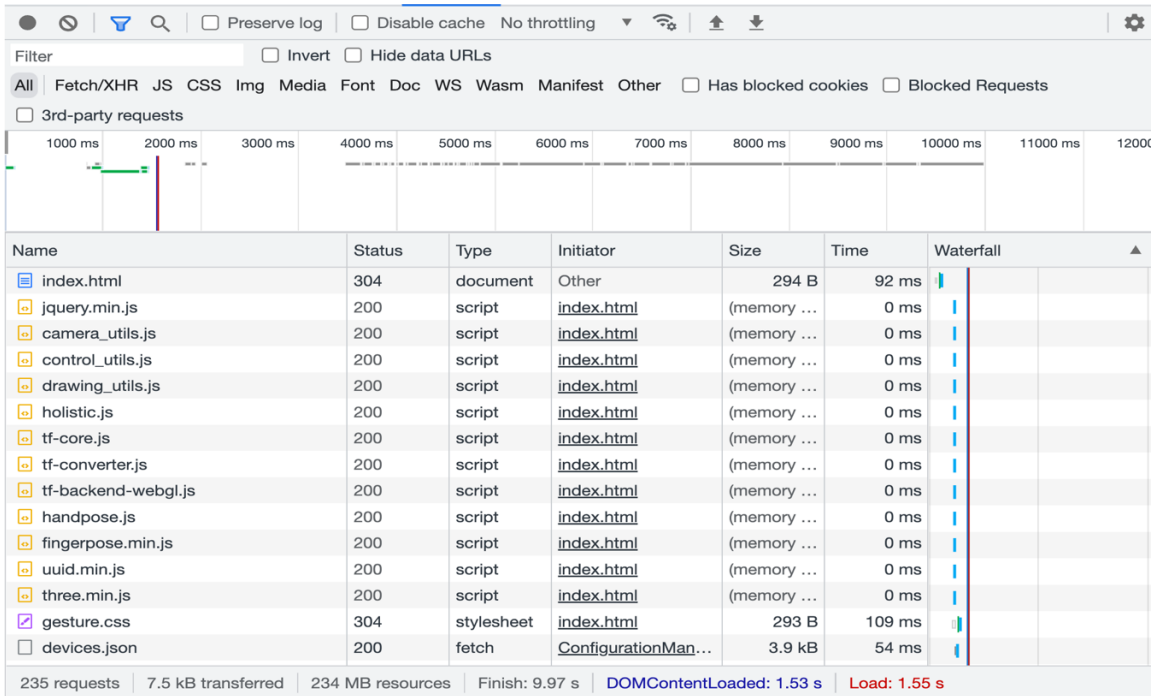 Preserve log Disable cache No throttling
Filter Invert Hide data URLs
All Fetch/XHR JS CSS Img Media Font Doc WS Wasm Manifest Other Has blocked cookies Blocked Requests
3rd-party requests
1000 ms 2000 ms 3000 ms 4000 ms 5000 ms 6000 ms 7000 ms 8000 ms 9000 ms 10000 ms 11000 ms 12000
Name Status Type Initiator Size Time Waterfall
index.html 304 document Other 294 B 92 ms
jquery.min.js 200 script index.html (memory ... 0 ms
camera_utils.js 200 script index.html (memory ... 0 ms
control_utils.js 200 script index.html (memory ... 0 ms
drawing_utils.js 200 script index.html (memory ... 0 ms
holistic.js 200 script index.html (memory ... 0 ms
tf-core.js 200 script index.html (memory ... 0 ms
tf-converter.js 200 script index.html (memory ... 0 ms
tf-backend-webgl.js 200 script index.html (memory ... 0 ms
handpose.js 200 script index.html (memory ... 0 ms
fingerpose.min.js 200 script index.html (memory ... 0 ms
uuid.min.js 200 script index.html (memory ... 0 ms
three.min.js 200 script index.html (memory ... 0 ms
gesture.css 304 stylesheet index.html 293 B 109 ms
devices.json 200 fetch ConfigurationMan... 3.9 kB 54 ms
235 requests 7.5 kB transferred 234 MB resources Finish: 9.97 s DOMContentLoaded: 1.53 s Load: 1.55 s